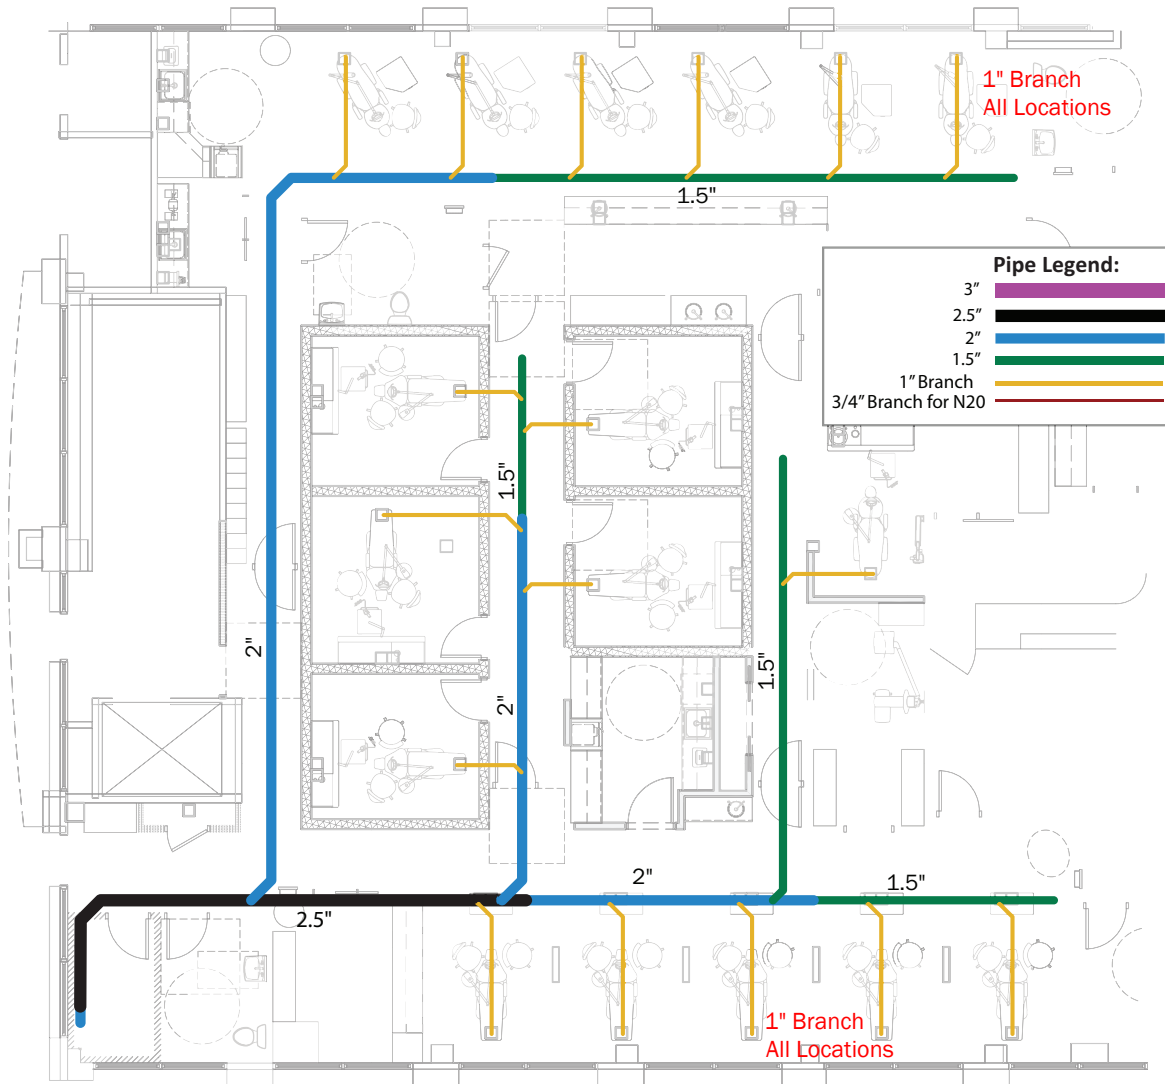 1" Branch
All Locations
1.5"
Pipe Legend:
3"
2.5"
2"
1.5"
1" Branch
3/4" Branch for N20
1.5"
2"
1.5"
2"
2"
1.5"
2.5"
1" Branch
All Locations